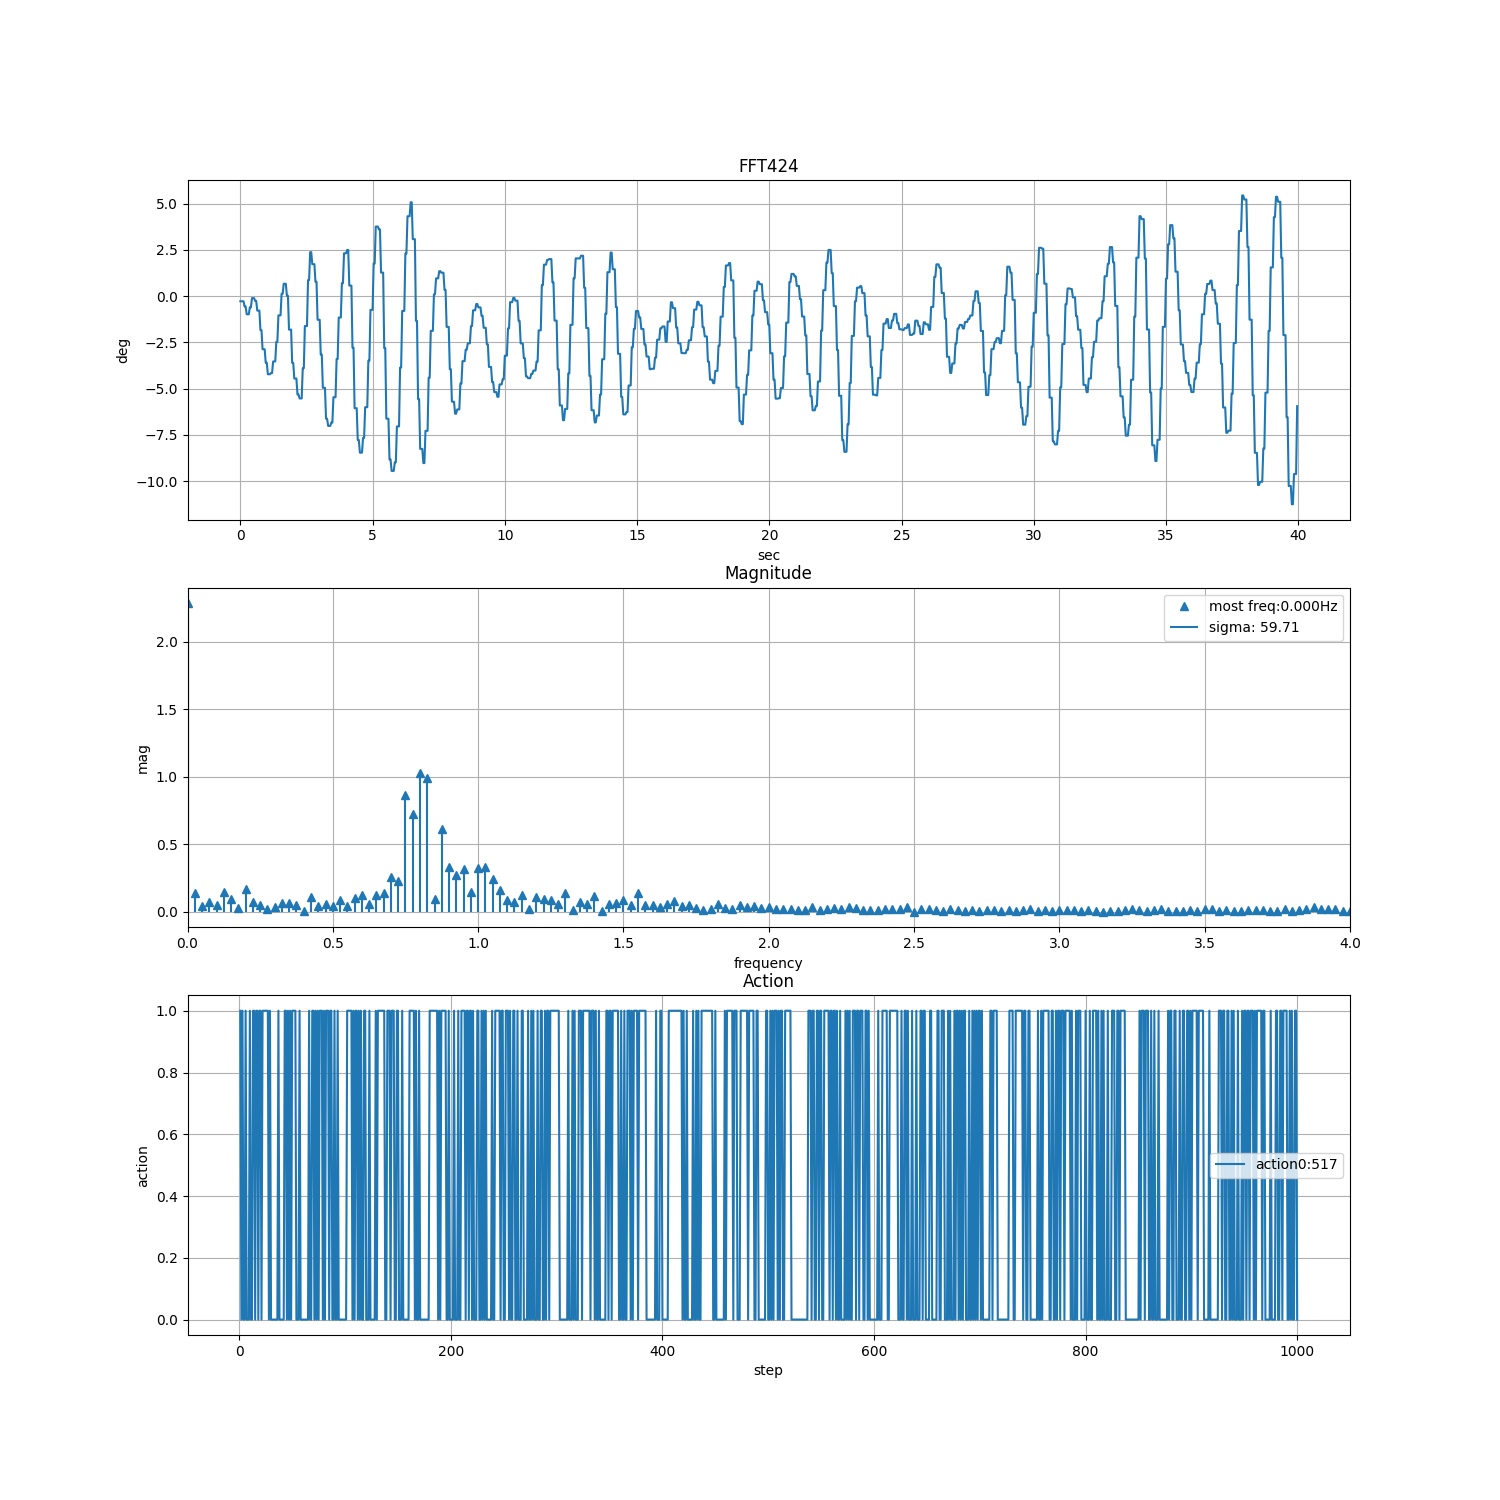 FFT424
5.0
2.5
0.0
−2.5
−5.0
−7.5
−10.0
deg
0 5 10 15 20 25 30 35 40
sec
Magnitude
most freq:0.000Hz
sigma: 59.71
2.0
1.5
1.0
0.5
0.0
mag
0.0 0.5 1.0 1.5 2.0 2.5 3.0 3.5 4.0
frequency
Action
1.0
0.8
0.6
0.4
0.2
0.0
action
action0:517
0 200 400 600 800 1000
step